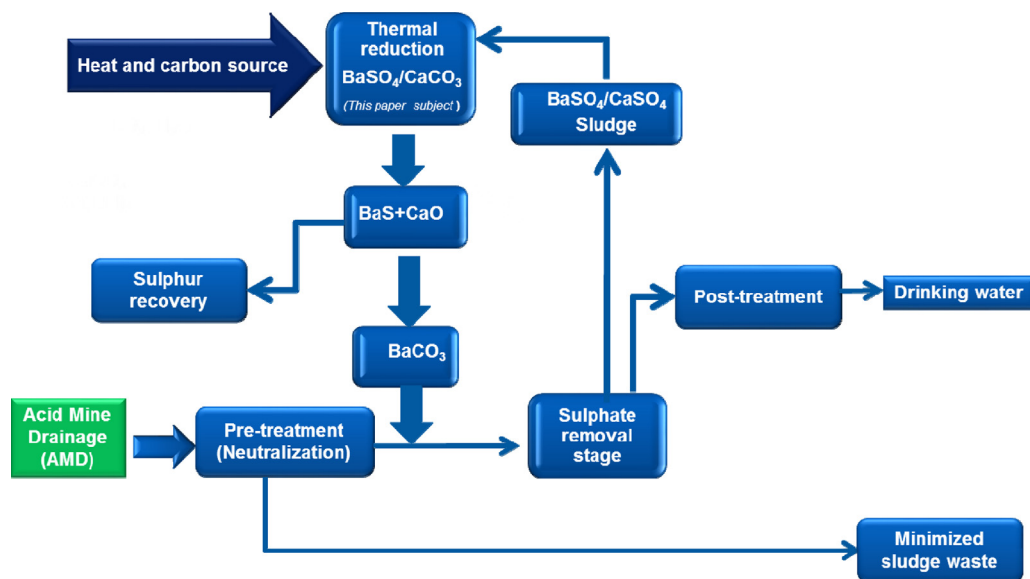 Heat and carbon source
Thermal
reduction
BaSO₄/CaCO₃
(This paper subject)
BaSO₄/CaSO₄
Sludge
BaS+CaO
Sulphur
recovery
Post-treatment
Drinking water
BaCO₃
Acid Mine
Drainage
(AMD)
Pre-treatment
(Neutralization)
Sulphate
removal
stage
Minimized
sludge waste